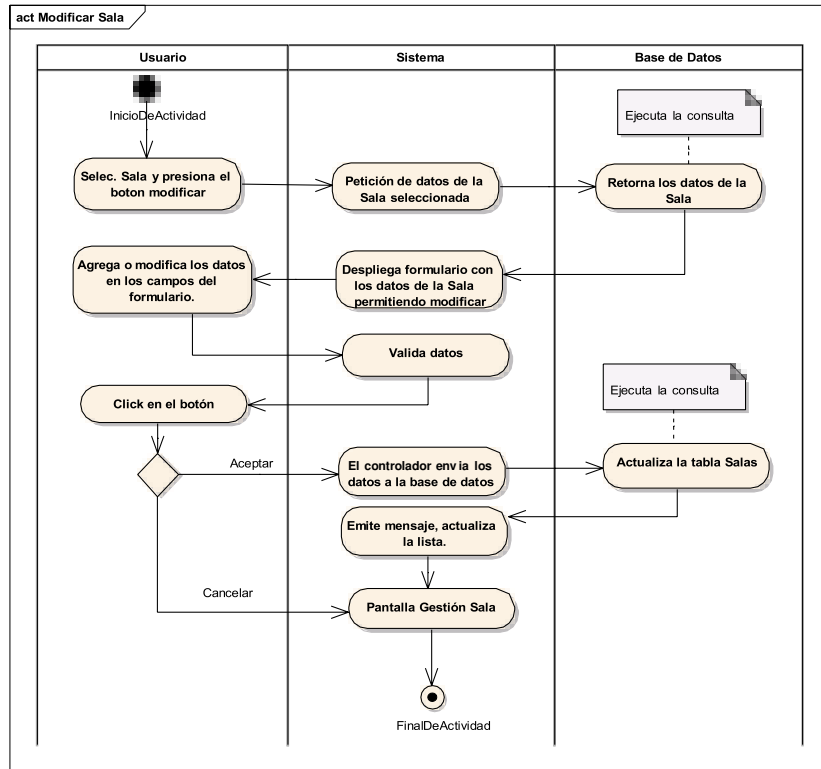 act Modificar Sala
Usuario
Sistema
Base de Datos
InicioDeActividad
Ejecuta la consulta
Selec. Sala y presiona el
boton modificar
Petición de datos de la
Sala seleccionada
Retorna los datos de la
Sala
Agrega o modifica los datos
en los campos del
formulario.
Despliega formulario con
los datos de la Sala
permitiendo modificar
Valida datos
Click en el botón
Ejecuta la consulta
Aceptar
El controlador envia los
datos a la base de datos
Actualiza la tabla Salas
Emite mensaje, actualiza
la lista.
Cancelar
Pantalla Gestión Sala
FinalDeActividad